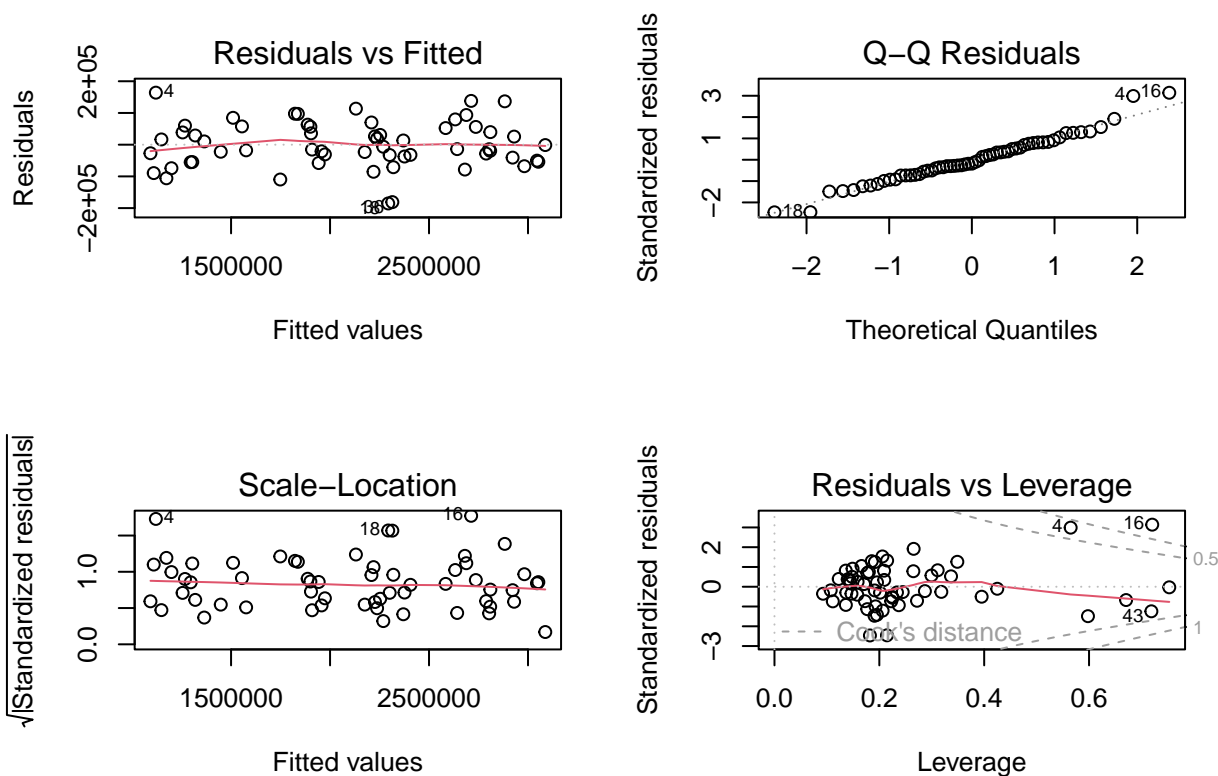 Residuals vs Fitted
Residuals
−2e+05
2e+05
4
18
1500000
2500000
Fitted values
Q−Q Residuals
Standardized residuals
−2
1
3
4
16
18
−2
−1
0
1
2
Theoretical Quantiles
Scale−Location
√|Standardized residuals|
0.0
1.0
4
18
16
1500000
2500000
Fitted values
Residuals vs Leverage
Standardized residuals
−3
0
2
4
16
43
0.5
1
Cook's distance
0.0
0.2
0.4
0.6
Leverage